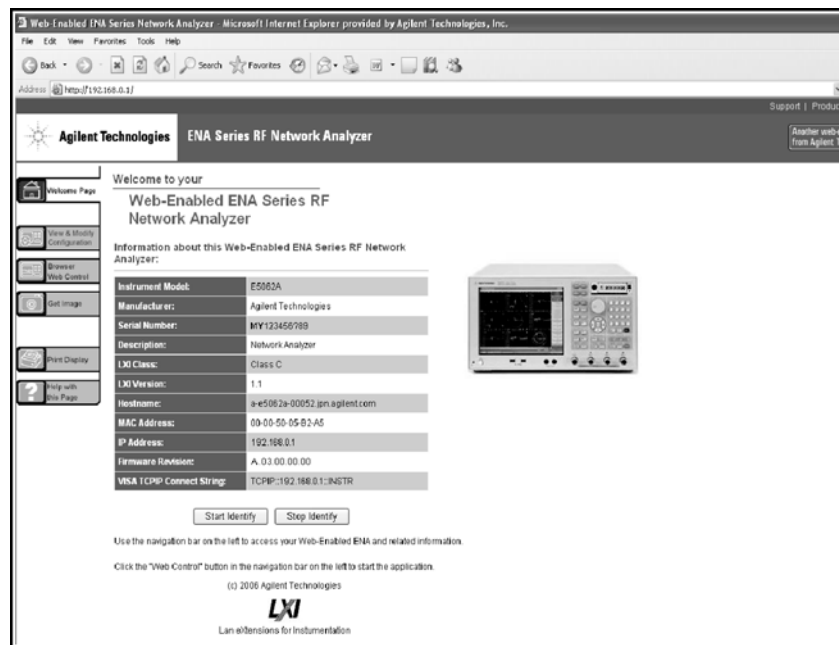 Web-Enabled ENA Series Network Analyzer - Microsoft Internet Explorer provided by Agilent Technologies, Inc.
File Edit View Favorites Tools Help
Back Search Favorites
Address http://192.168.0.1/
Support | Produc
Agilent Technologies ENA Series RF Network Analyzer
Another web-e
from Agilent T
Welcome Page
View & Modify
Configuration
Browser
Web Control
Get Image
Print Display
Help with
this Page
Welcome to your
Web-Enabled ENA Series RF
Network Analyzer
Information about this Web-Enabled ENA Series RF Network
Analyzer:
Instrument Model: E5062A
Manufacturer: Agilent Technologies
Serial Number: MY123456789
Description: Network Analyzer
LXI Class: Class C
LXI Version: 1.1
Hostname: a-e5062a-00052.jpn.agilent.com
MAC Address: 00-00-50-05-B2-A5
IP Address: 192.168.0.1
Firmware Revision: A.03.00.00.00
VISA TCPIP Connect String: TCPIP::192.168.0.1::INSTR
Start Identify Stop Identify
Use the navigation bar on the left to access your Web-Enabled ENA and related information.
Click the "Web Control" button in the navigation bar on the left to start the application.
(c) 2006 Agilent Technologies
LXI
Lan eXtensions for Instumentation